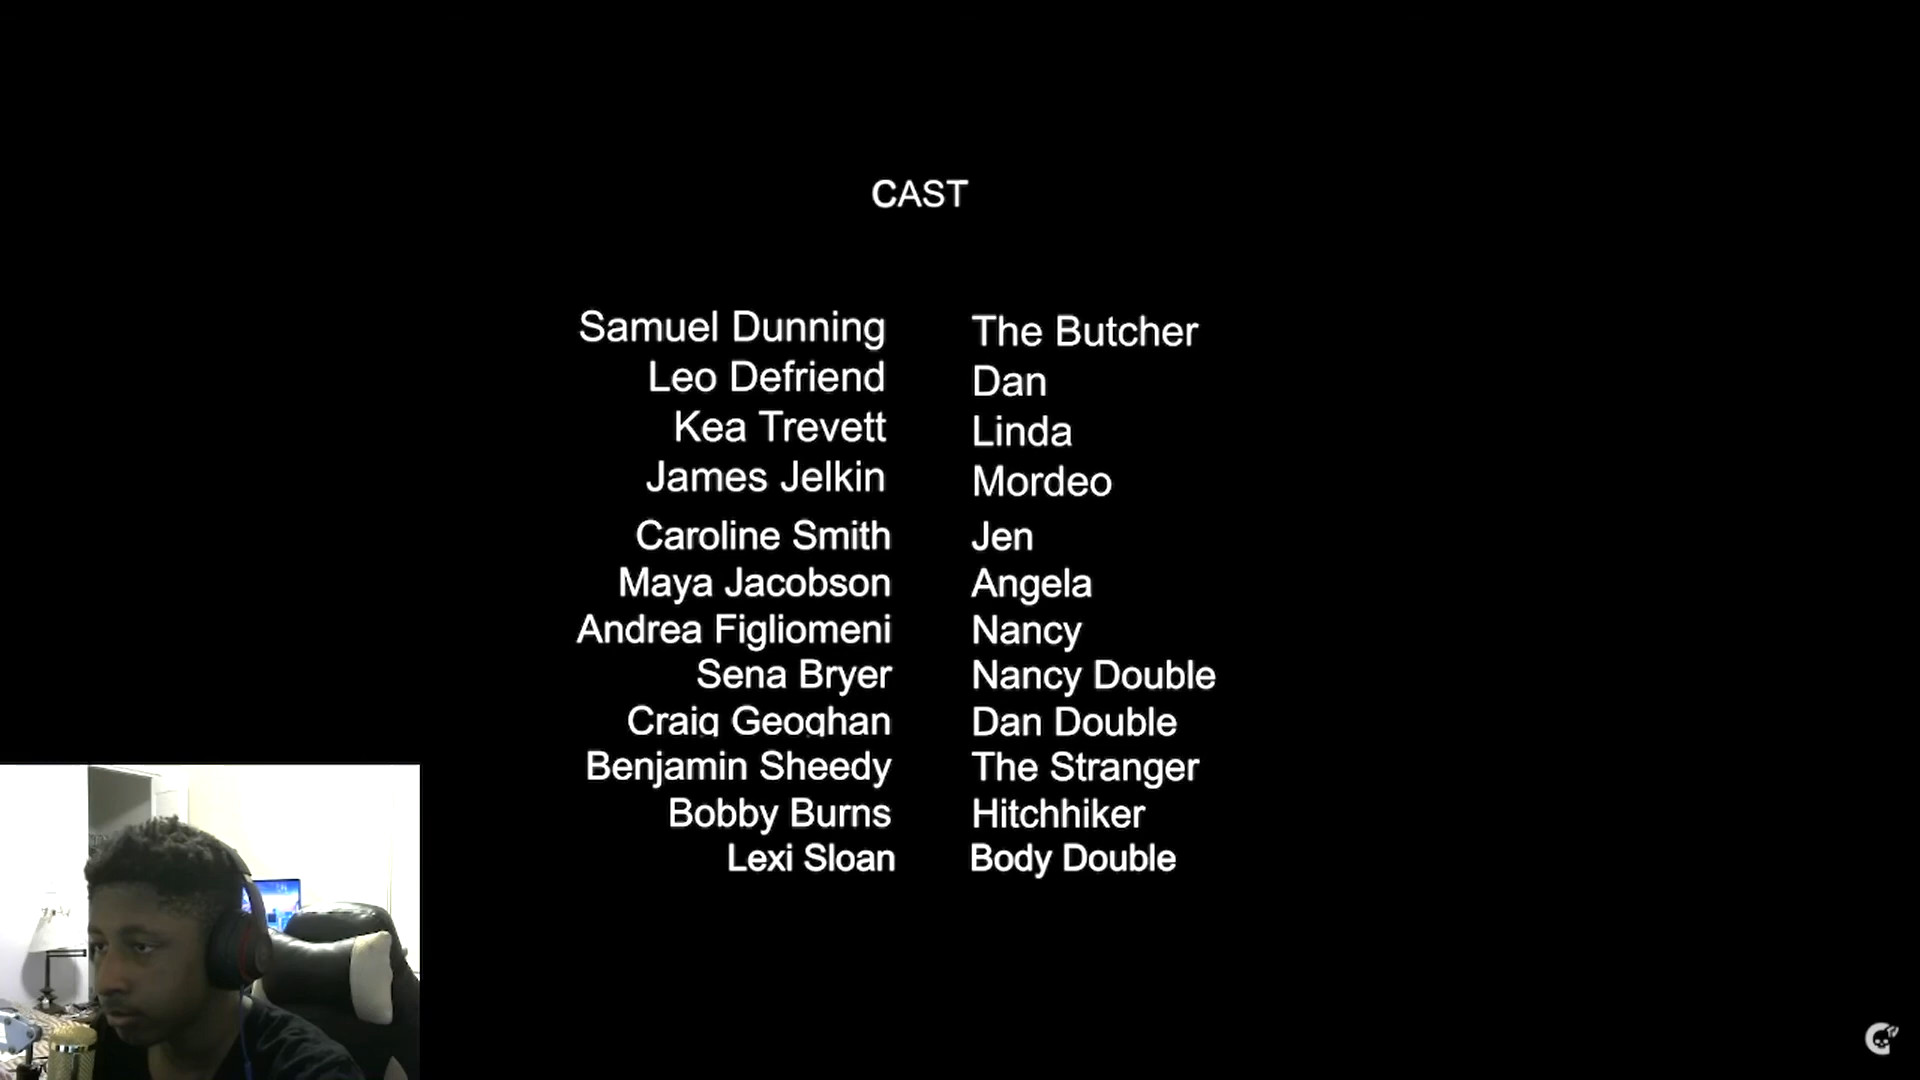 CAST
Samuel Dunning The Butcher
Leo Defriend Dan
Kea Trevett Linda
James Jelkin Mordeo
Caroline Smith Jen
Maya Jacobson Angela
Andrea Figliomeni Nancy
Sena Bryer Nancy Double
Craig Geoghan Dan Double
Benjamin Sheedy The Stranger
Bobby Burns Hitchhiker
Lexi Sloan Body Double